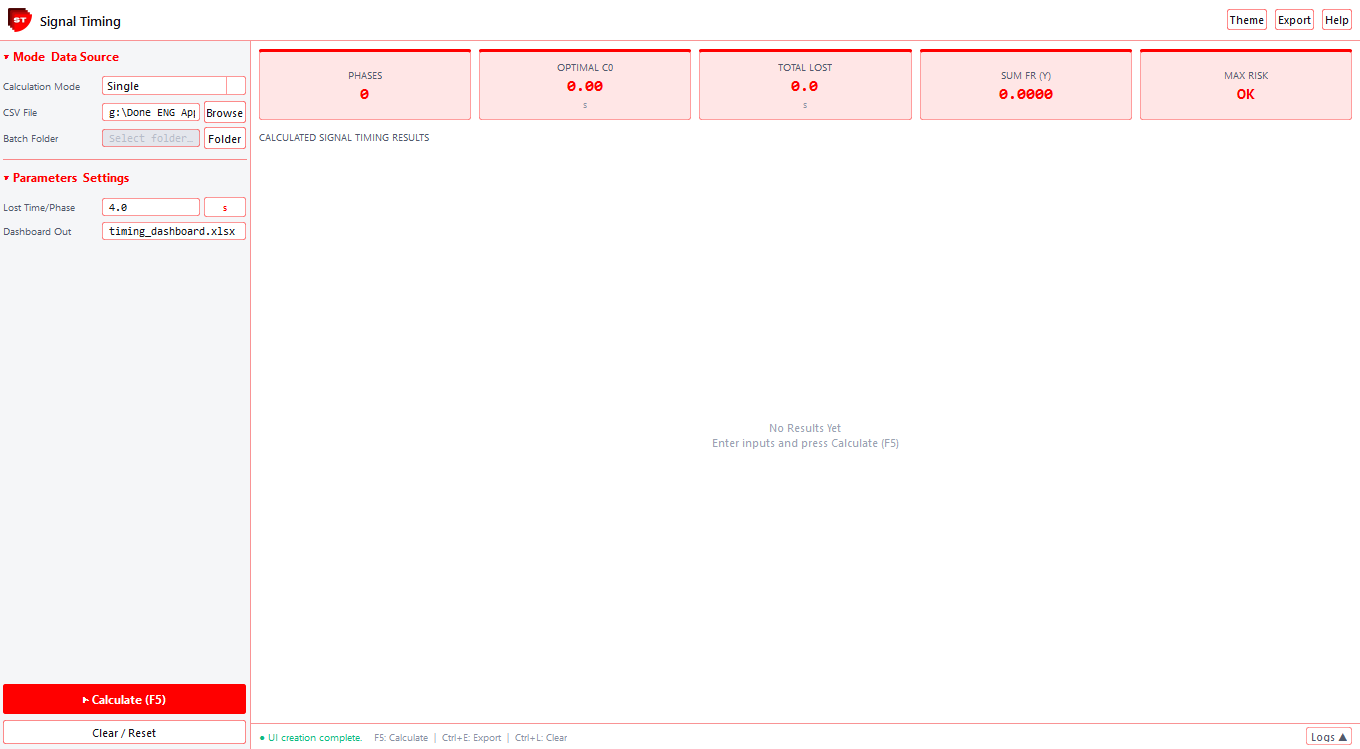 ST Signal Timing
Theme Export Help
▾ Mode Data Source
Calculation Mode Single
CSV File g:\Done ENG Ap Browse
Batch Folder Select folder… Folder
▾ Parameters Settings
Lost Time/Phase 4.0 s
Dashboard Out timing_dashboard.xlsx
PHASES
0
OPTIMAL C0
0.00
s
TOTAL LOST
0.0
s
SUM FR (Y)
0.0000
MAX RISK
OK
CALCULATED SIGNAL TIMING RESULTS
No Results Yet
Enter inputs and press Calculate (F5)
▸ Calculate (F5)
Clear / Reset
● UI creation complete. F5: Calculate | Ctrl+E: Export | Ctrl+L: Clear
Logs ▲